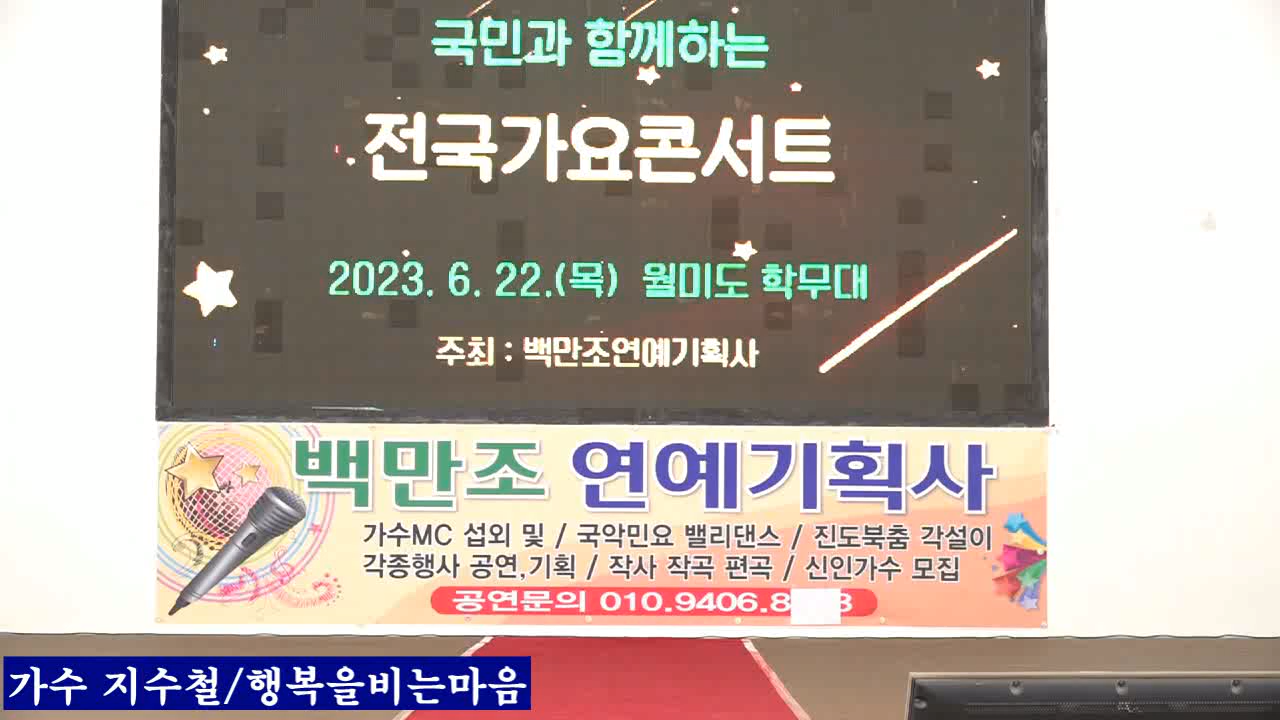 국민과 함께하는
전국가요콘서트
2023. 6. 22.(목) 월미도 학무대
주최 : 백만조연예기획사
백만조 연예기획사
가수MC 섭외 및 / 국악민요 밸리댄스 / 진도북춤 각설이
각종행사 공연,기획 / 작사 작곡 편곡 / 신인가수 모집
공연문의 010.9406.8 8
가수 지수철/행복을비는마음